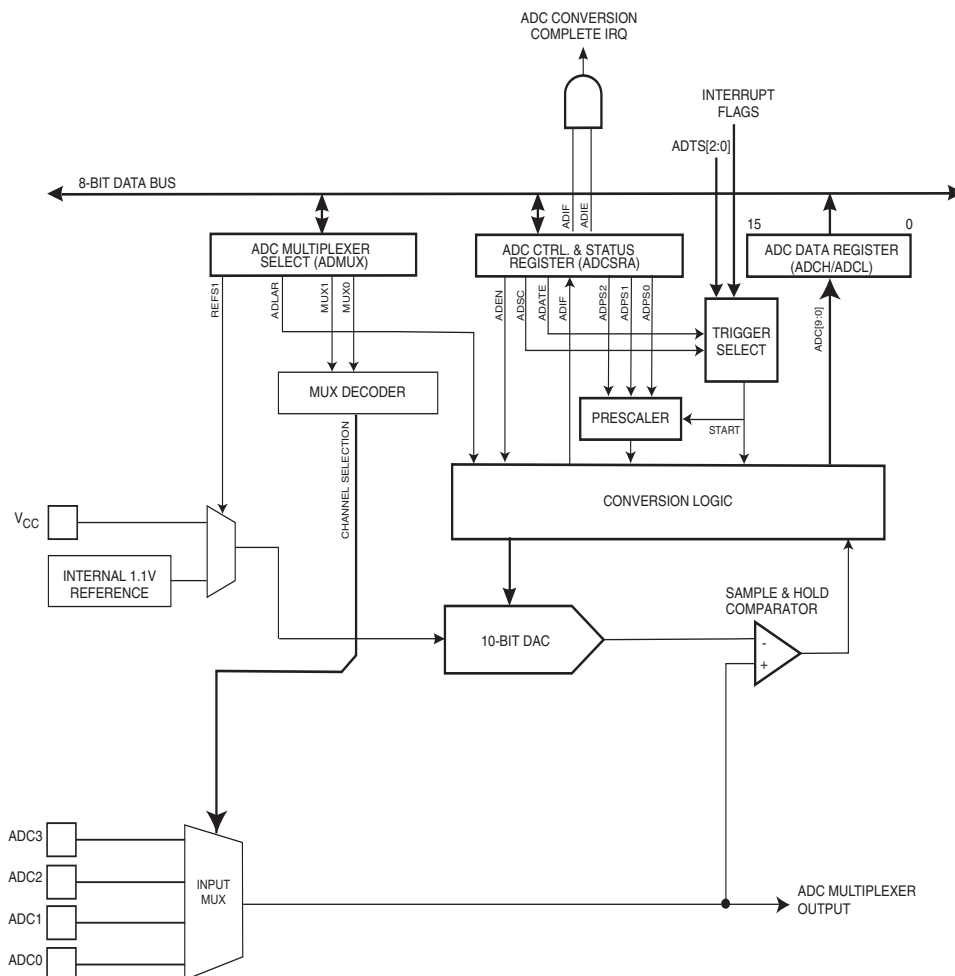 ADC CONVERSION
COMPLETE IRQ
INTERRUPT
FLAGS
ADTS[2:0]
8-BIT DATA BUS
ADIF
ADIE
15
0
ADC MULTIPLEXER
SELECT (ADMUX)
ADC CTRL. & STATUS
REGISTER (ADCSRA)
ADC DATA REGISTER
(ADCH/ADCL)
REFS1
ADLAR
MUX1
MUX0
ADEN
ADSC
ADATE
ADIF
ADPS2
ADPS1
ADPS0
ADC[9:0]
TRIGGER
SELECT
MUX DECODER
PRESCALER
START
CHANNEL SELECTION
CONVERSION LOGIC
VCC
INTERNAL 1.1V
REFERENCE
SAMPLE & HOLD
COMPARATOR
10-BIT DAC
-
+
ADC3
ADC2
ADC1
ADC0
INPUT
MUX
ADC MULTIPLEXER
OUTPUT